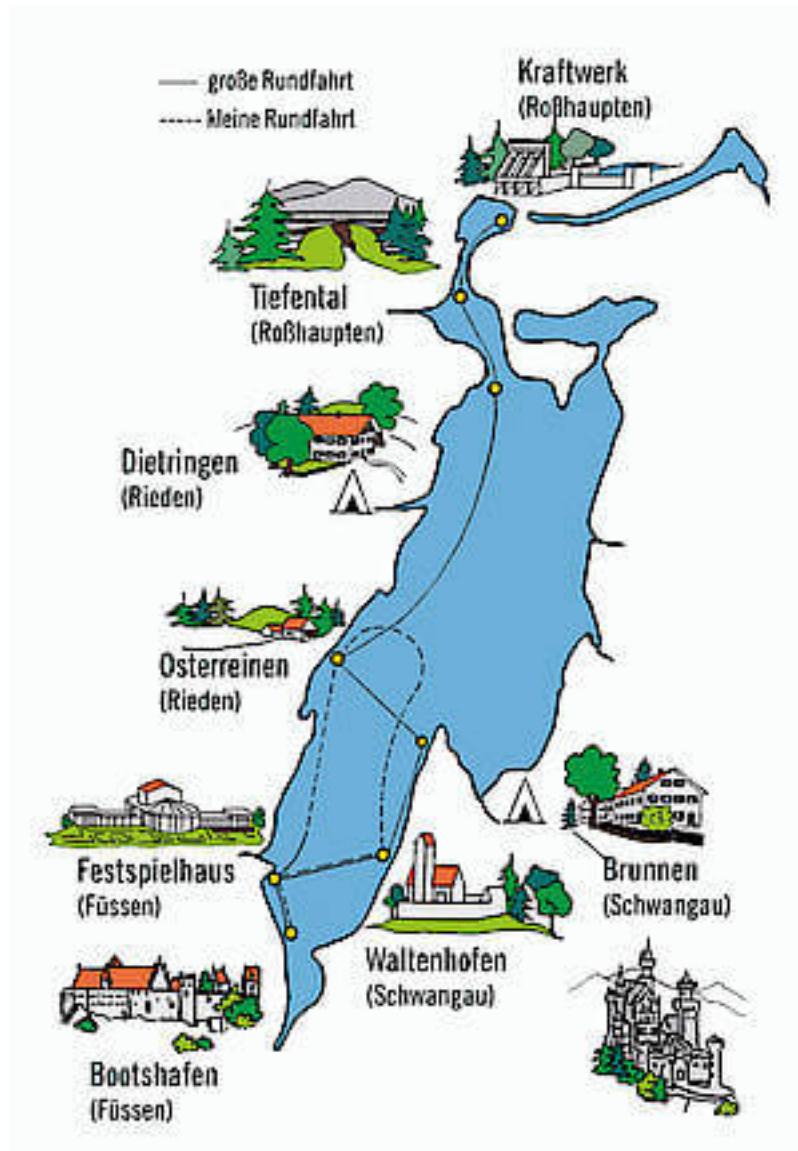 große Rundfahrt
kleine Rundfahrt
Kraftwerk
(Roßhaupten)
Tiefental
(Roßhaupten)
Dietringen
(Rieden)
Osterreinen
(Rieden)
Festspielhaus
(Füssen)
Brunnen
(Schwangau)
Waltenhofen
(Schwangau)
Bootshafen
(Füssen)